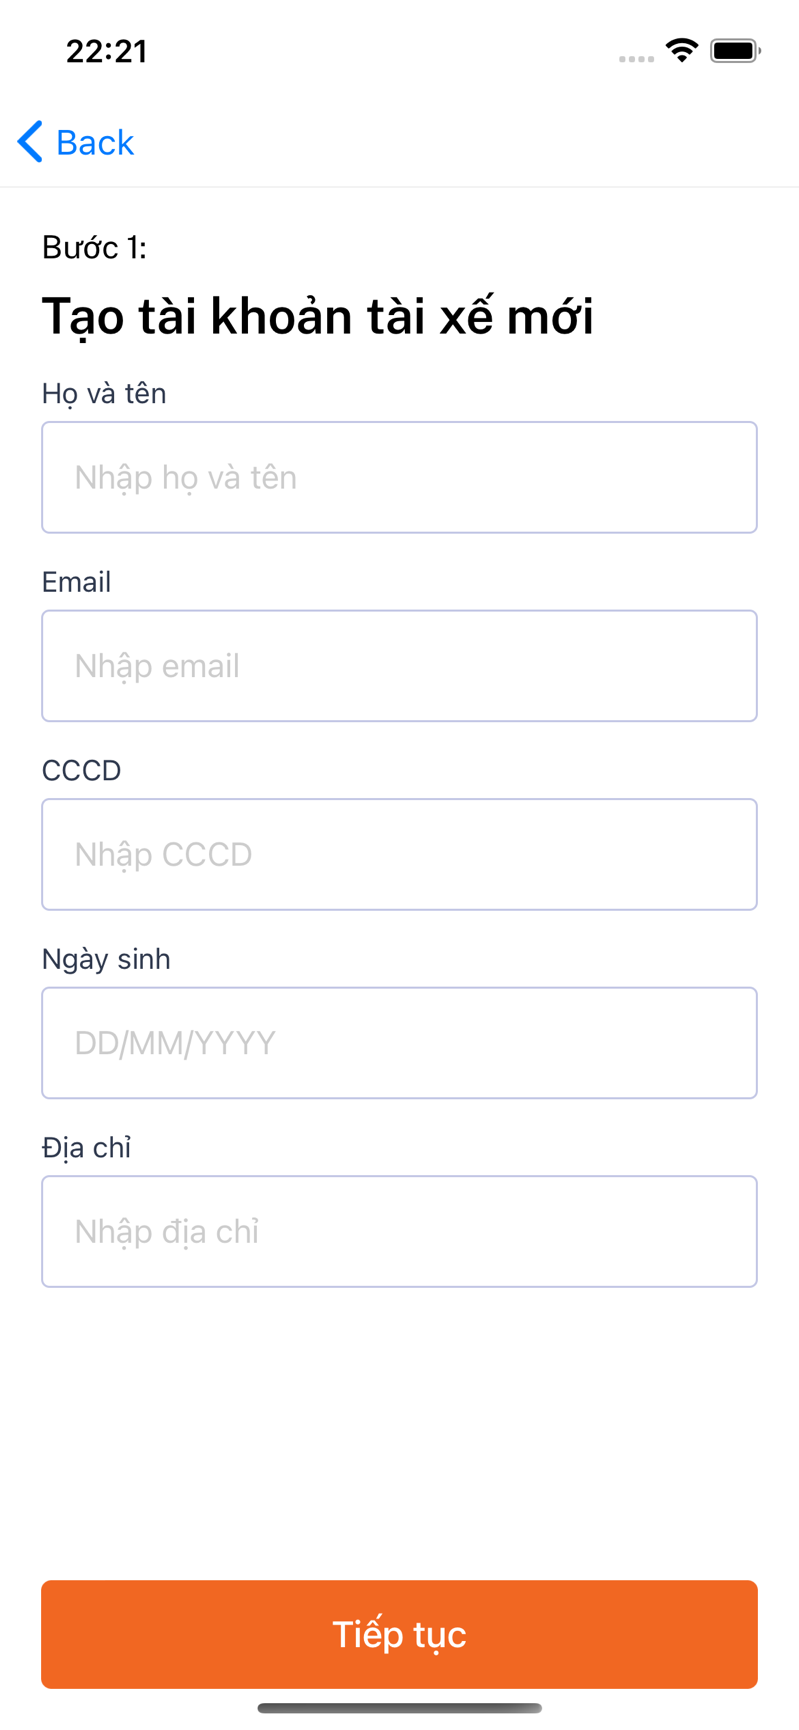 22:21
Back
Bước 1:
Tạo tài khoản tài xế mới
Họ và tên
Nhập họ và tên
Email
Nhập email
CCCD
Nhập CCCD
Ngày sinh
DD/MM/YYYY
Địa chỉ
Nhập địa chỉ
Tiếp tục